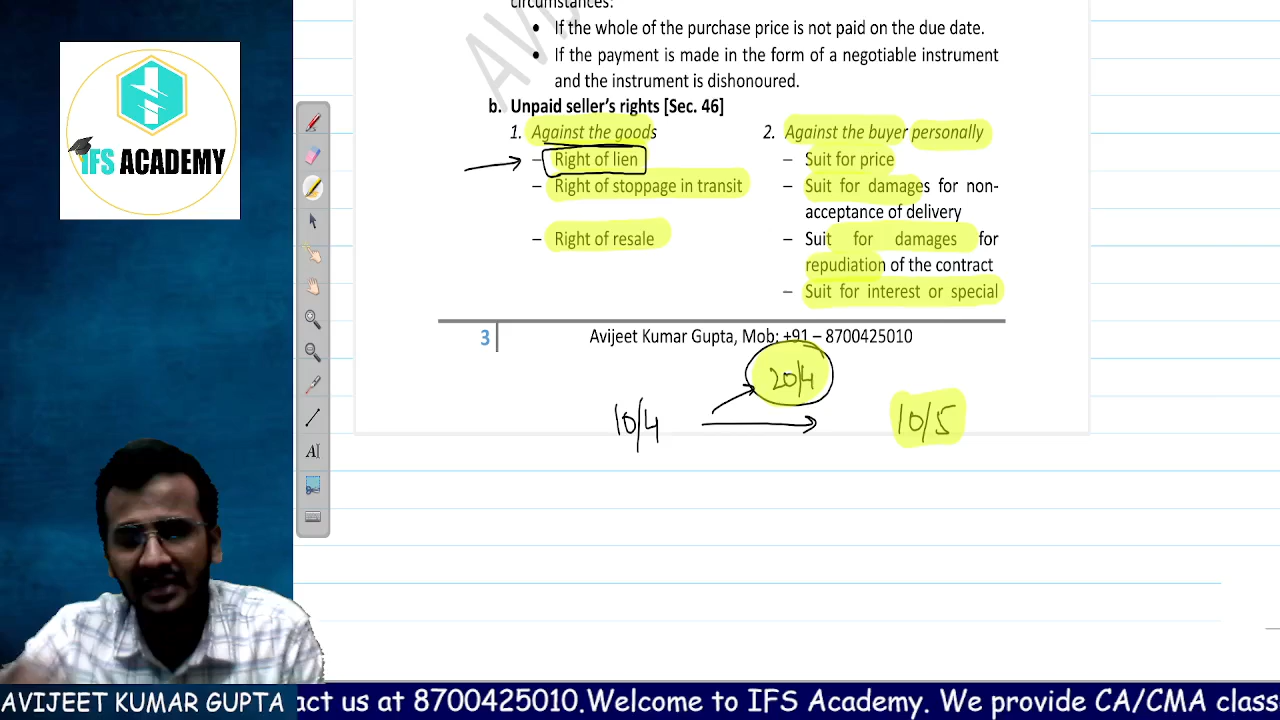 circumstances:
• If the whole of the purchase price is not paid on the due date.
• If the payment is made in the form of a negotiable instrument
and the instrument is dishonoured.
b. Unpaid seller's rights [Sec. 46]
1. Against the goods
– Right of lien
– Right of stoppage in transit
– Right of resale
2. Against the buyer personally
– Suit for price
– Suit for damages for non-
acceptance of delivery
– Suit for damages for
repudiation of the contract
– Suit for interest or special
3
Avijeet Kumar Gupta, Mob: +91 – 8700425010
20/4
10/4
10/5
IFS ACADEMY
AVI
AI
AVIJEET KUMAR GUPTA
act us at 8700425010.Welcome to IFS Academy. We provide CA/CMA class